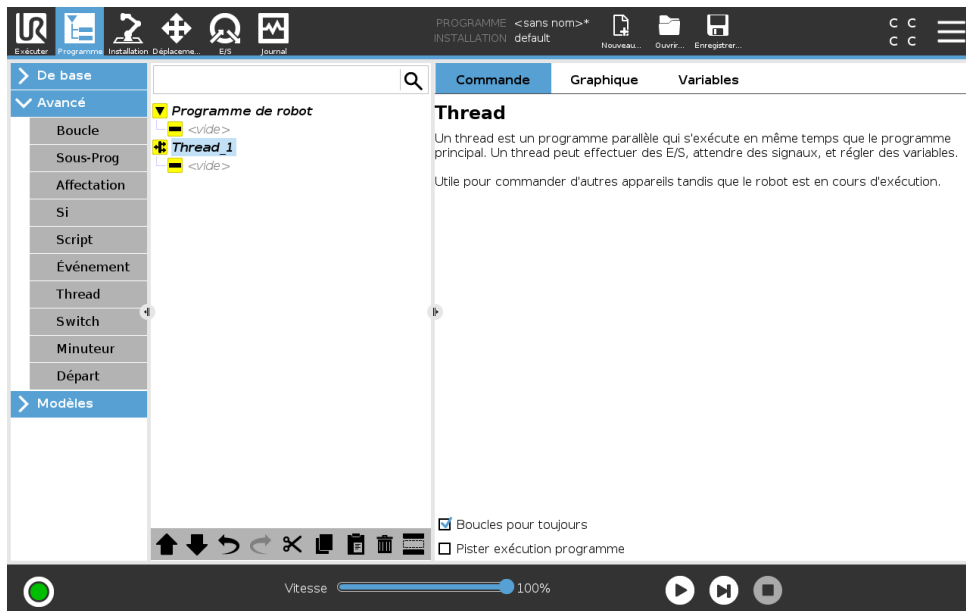 PROGRAMME <sans nom>*
INSTALLATION default
UR
Exécuter Programme Installation Déplaceme... E/S Journal
Nouveau... Ouvrir... Enregistrer...
C C
C C
De base
Avancé
Boucle
Sous-Prog
Affectation
Si
Script
Événement
Thread
Switch
Minuteur
Départ
Modèles
Programme de robot
<vide>
Thread_1
<vide>
Commande Graphique Variables
Thread
Un thread est un programme parallèle qui s'exécute en même temps que le programme
principal. Un thread peut effectuer des E/S, attendre des signaux, et régler des variables.
Utile pour commander d'autres appareils tandis que le robot est en cours d'exécution.
Boucles pour toujours
Pister exécution programme
Vitesse 100%